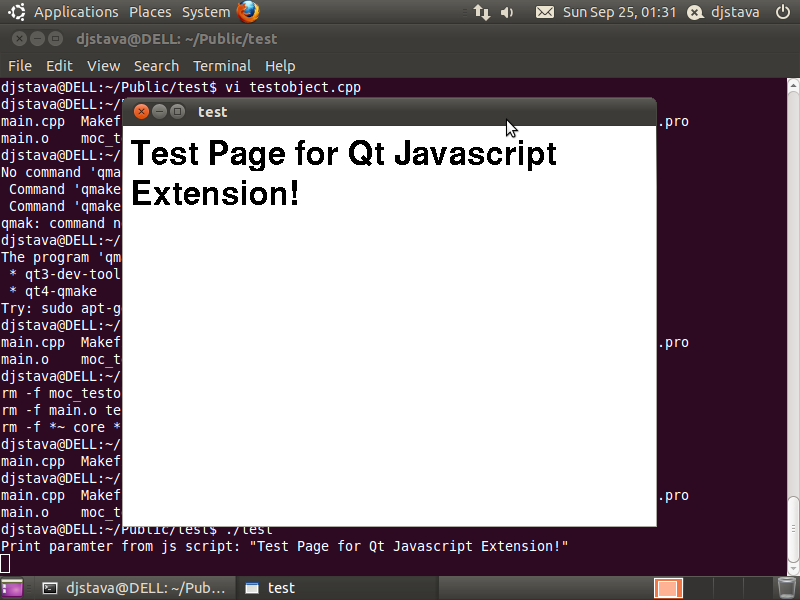 Applications Places System Sun Sep 25, 01:31 djstava
djstava@DELL: ~/Public/test
File Edit View Search Terminal Help
djstava@DELL:~/Public/test$ vi testobject.cpp
djstava@DELL:~/
test
main.cpp Makef .pro
main.o moc_t
djstava@DELL:~/
No command 'qma
Command 'qmake
Command 'qmake
qmak: command n
djstava@DELL:~/
The program 'qm
* qt3-dev-tool
* qt4-qmake
Try: sudo apt-g
djstava@DELL:~/
main.cpp Makef .pro
main.o moc_t
djstava@DELL:~/
rm -f moc_testo
rm -f main.o te
rm -f *~ core *
djstava@DELL:~/
main.cpp Makef
djstava@DELL:~/
main.cpp Makef .pro
main.o moc_t
Test Page for Qt Javascript
Extension!
djstava@DELL:~/Public/test$ ./test
Print paramter from js script: "Test Page for Qt Javascript Extension!"
djstava@DELL: ~/Pub... test